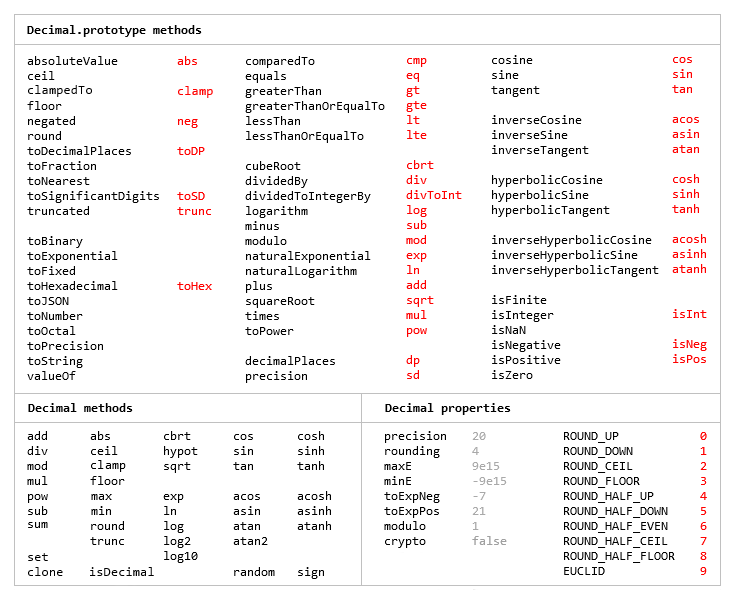 Decimal.prototype methods
absoluteValue abs comparedTo cmp cosine cos
ceil equals eq sine sin
clampedTo clamp greaterThan gt tangent tan
floor greaterThanOrEqualTo gte
negated neg lessThan lt inverseCosine acos
round lessThanOrEqualTo lte inverseSine asin
toDecimalPlaces toDP inverseTangent atan
toFraction cubeRoot cbrt
toNearest dividedBy div hyperbolicCosine cosh
toSignificantDigits toSD dividedToIntegerBy divToInt hyperbolicSine sinh
truncated trunc logarithm log hyperbolicTangent tanh
minus sub
toBinary modulo mod inverseHyperbolicCosine acosh
toExponential naturalExponential exp inverseHyperbolicSine asinh
toFixed naturalLogarithm ln inverseHyperbolicTangent atanh
toHexadecimal toHex plus add
toJSON squareRoot sqrt isFinite
toNumber times mul isInteger isInt
toOctal toPower pow isNaN
toPrecision isNegative isNeg
toString decimalPlaces dp isPositive isPos
valueOf precision sd isZero
Decimal methods
add abs cbrt cos cosh
div ceil hypot sin sinh
mod clamp sqrt tan tanh
mul floor
pow max exp acos acosh
sub min ln asin asinh
sum round log atan atanh
trunc log2 atan2
set log10
clone isDecimal random sign
Decimal properties
precision 20 ROUND_UP 0
rounding 4 ROUND_DOWN 1
maxE 9e15 ROUND_CEIL 2
minE -9e15 ROUND_FLOOR 3
toExpNeg -7 ROUND_HALF_UP 4
toExpPos 21 ROUND_HALF_DOWN 5
modulo 1 ROUND_HALF_EVEN 6
crypto false ROUND_HALF_CEIL 7
ROUND_HALF_FLOOR 8
EUCLID 9